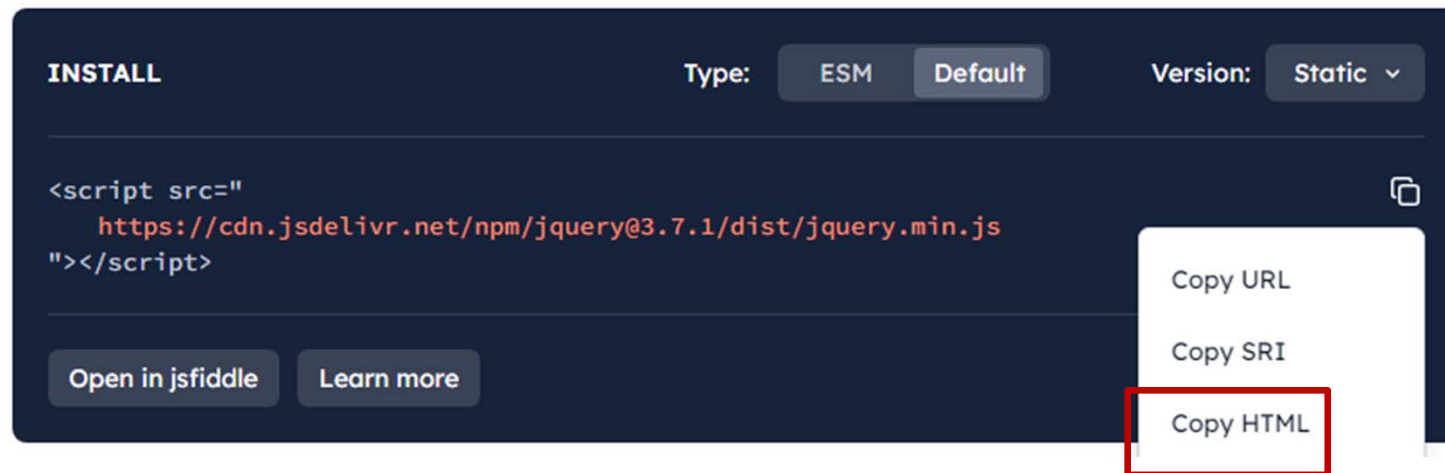 INSTALL Type: ESM Default Version: Static
<script src="
https://cdn.jsdelivr.net/npm/jquery@3.7.1/dist/jquery.min.js
"></script>
Copy URL
Copy SRI
Copy HTML
Open in jsfiddle Learn more